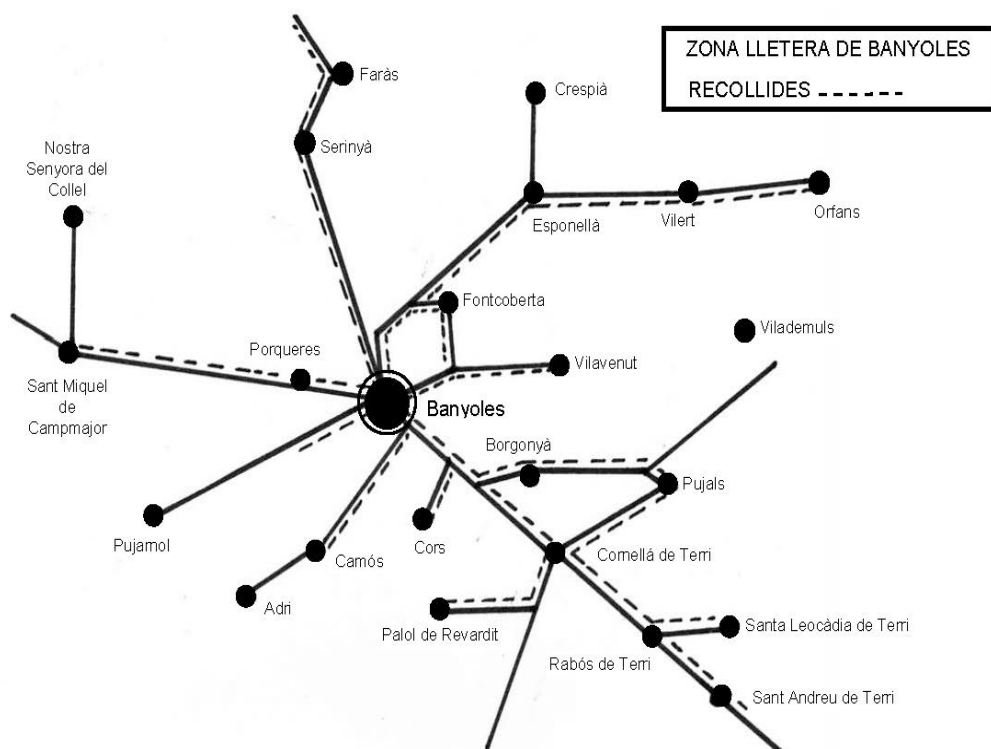 ZONA LLETERA DE BANYOLES
RECOLLIDES
Faràs
Crespià
Serinyà
Nostra
Senyora del
Collel
Esponellà
Vilert
Orfans
Fontcoberta
Vilademuls
Porqueres
Vilavenut
Sant Miquel
de
Campmajor
Banyoles
Borgonyà
Pujals
Pujarnol
Camós
Cors
Cornellá de Terri
Adri
Palol de Revardit
Santa Leocàdia de Terri
Rabós de Terri
Sant Andreu de Terri